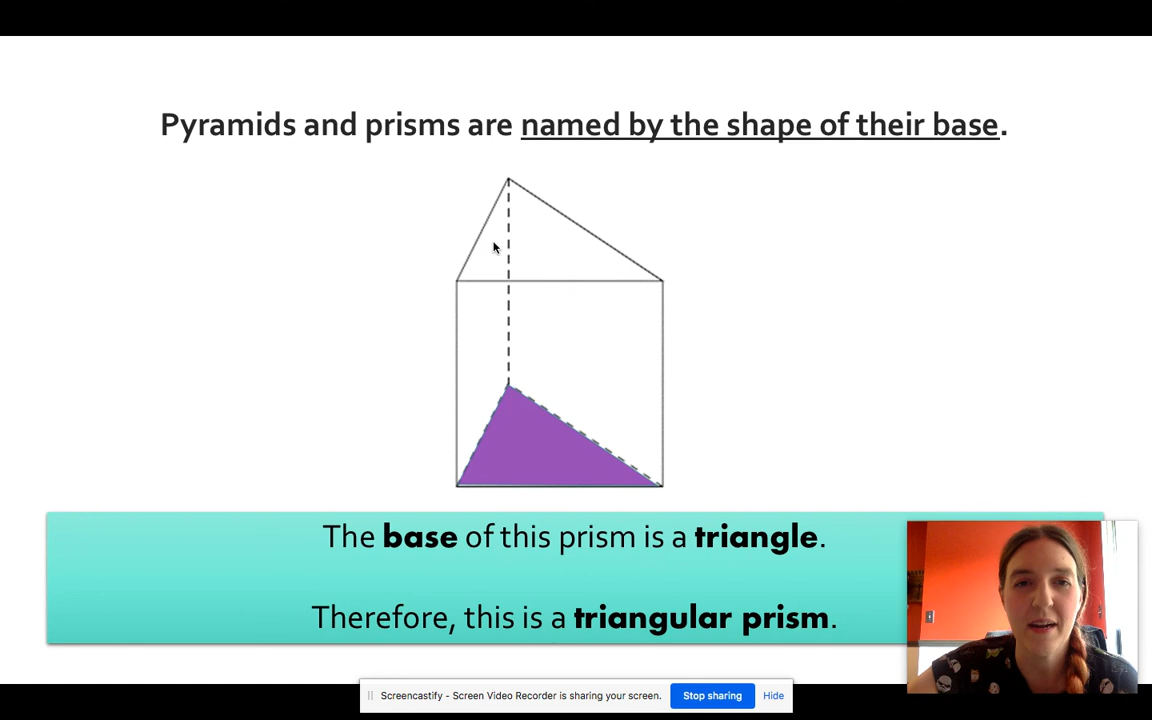 Pyramids and prisms are named by the shape of their base.
The base of this prism is a triangle.
Therefore, this is a triangular prism.
Screencastify - Screen Video Recorder is sharing your screen. Stop sharing Hide